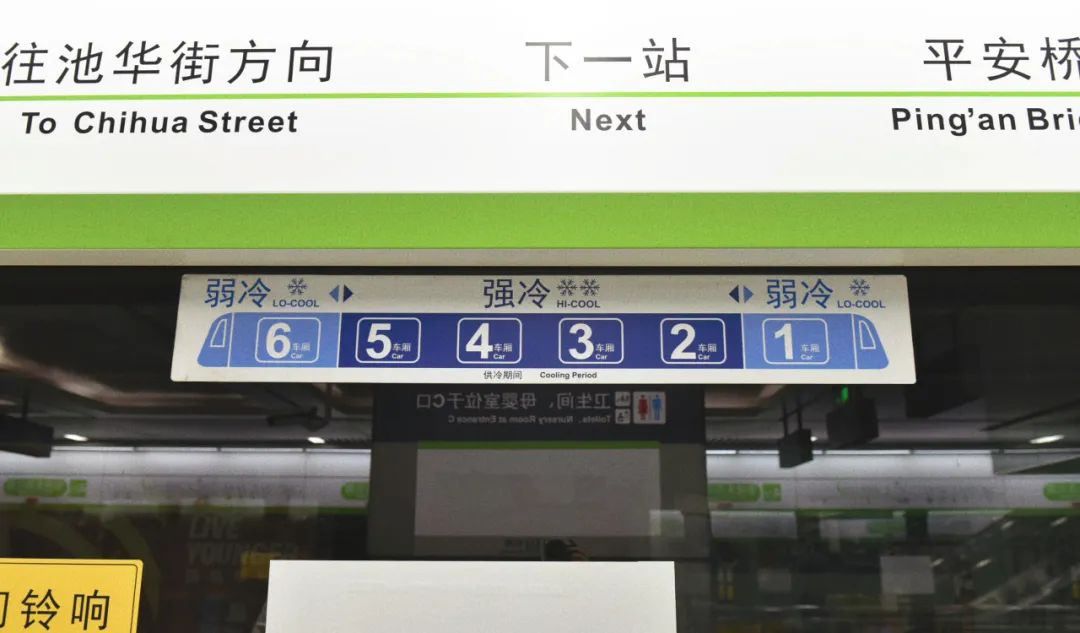 往池华街方向 下一站 平安桥
To Chihua Street Next Ping'an Bri
弱冷 LO-COOL 强冷 HI-COOL 弱冷 LO-COOL
6车厢 Car 5车厢 Car 4车厢 Car 3车厢 Car 2车厢 Car 1车厢 Car
供冷期间 Cooling Period
卫生间、母婴室位于C口
Toilets、Nursery Room at Entrance C
LIVE
YOUNGER
铃响